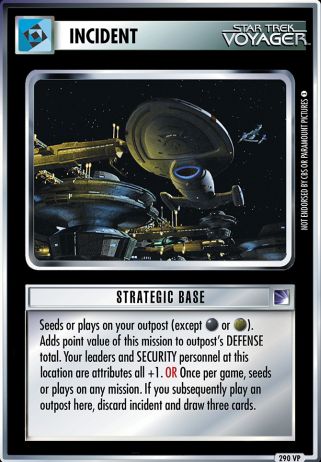 INCIDENT
STAR TREK
VOYAGER
NOT ENDORSED BY CBS OR PARAMOUNT PICTURES 1
STRATEGIC BASE
Seeds or plays on your outpost (except or ).
Adds point value of this mission to outpost's DEFENSE
total. Your leaders and SECURITY personnel at this
location are attributes all +1. OR Once per game, seeds
or plays on any mission. If you subsequently play an
outpost here, discard incident and draw three cards.
290 VP